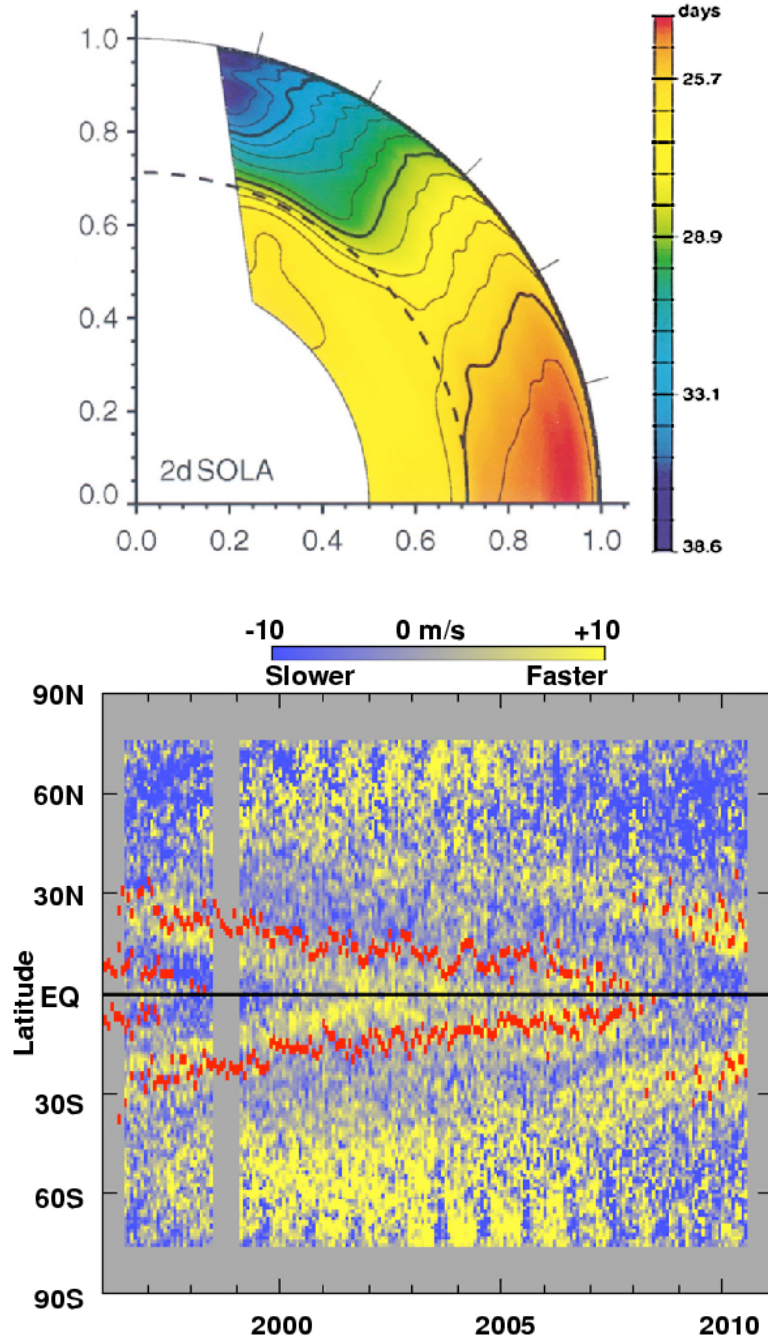 days
1.0
25.7
0.8
0.6
28.9
0.4
33.1
0.2
2d SOLA
0.0
38.6
0.0 0.2 0.4 0.6 0.8 1.0
-10 0 m/s +10
Slower Faster
90N
60N
30N
Latitude
EQ
30S
60S
90S
2000 2005 2010